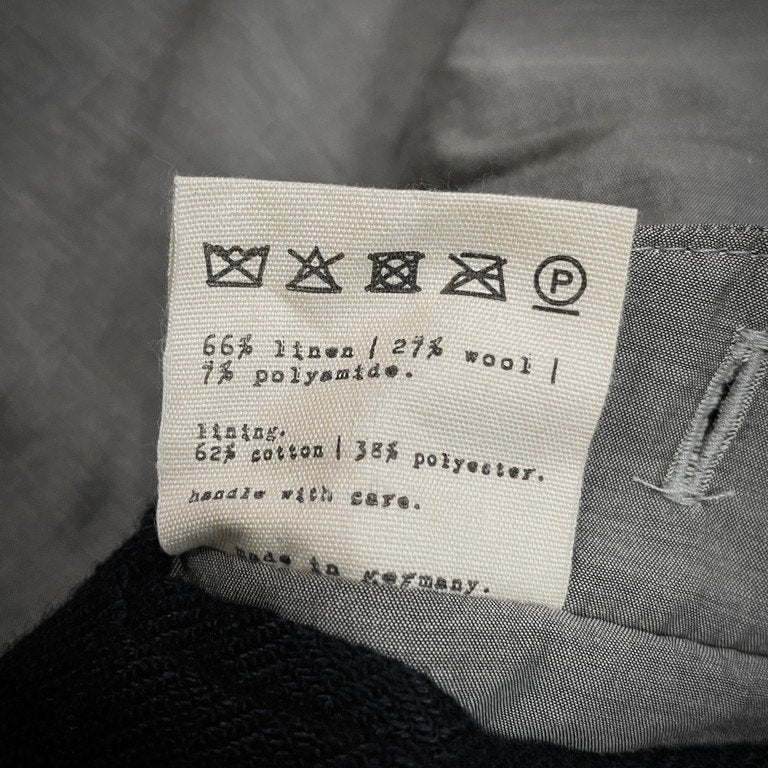 P
66% linen | 27% wool |
7% polyamide.
lining.
62% cotton | 38% polyester.
handle with care.
made in germany.